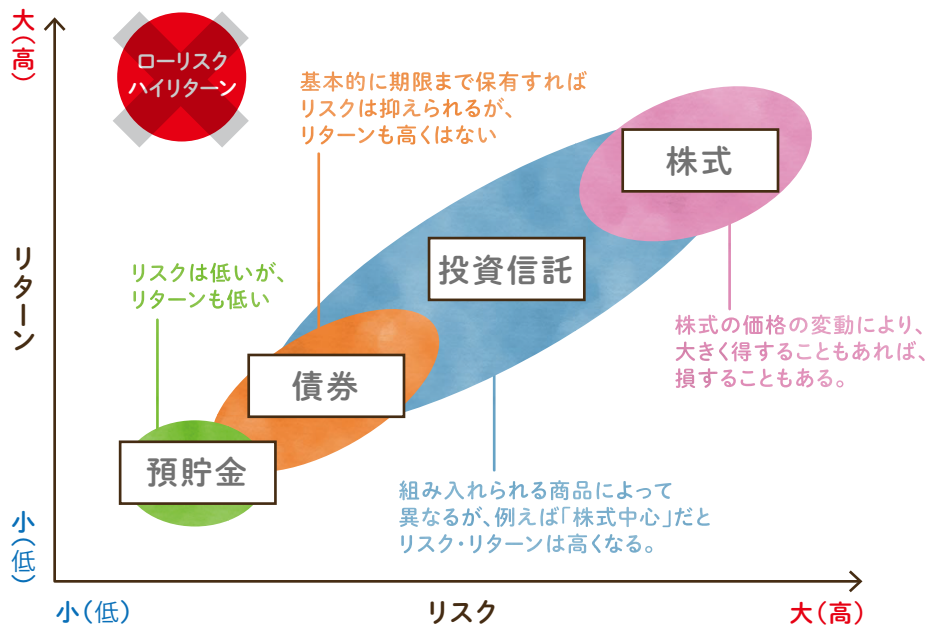 大(高)
ローリスク
ハイリターン
基本的に期限まで保有すれば
リスクは抑えられるが、
リターンも高くはない
株式
投資信託
リターン
リスクは低いが、
リターンも低い
株式の価格の変動により、
大きく得することもあれば、
損することもある。
債券
預貯金
組み入れられる商品によって
異なるが、例えば「株式中心」だと
リスク・リターンは高くなる。
小(低)
小(低)
リスク
大(高)